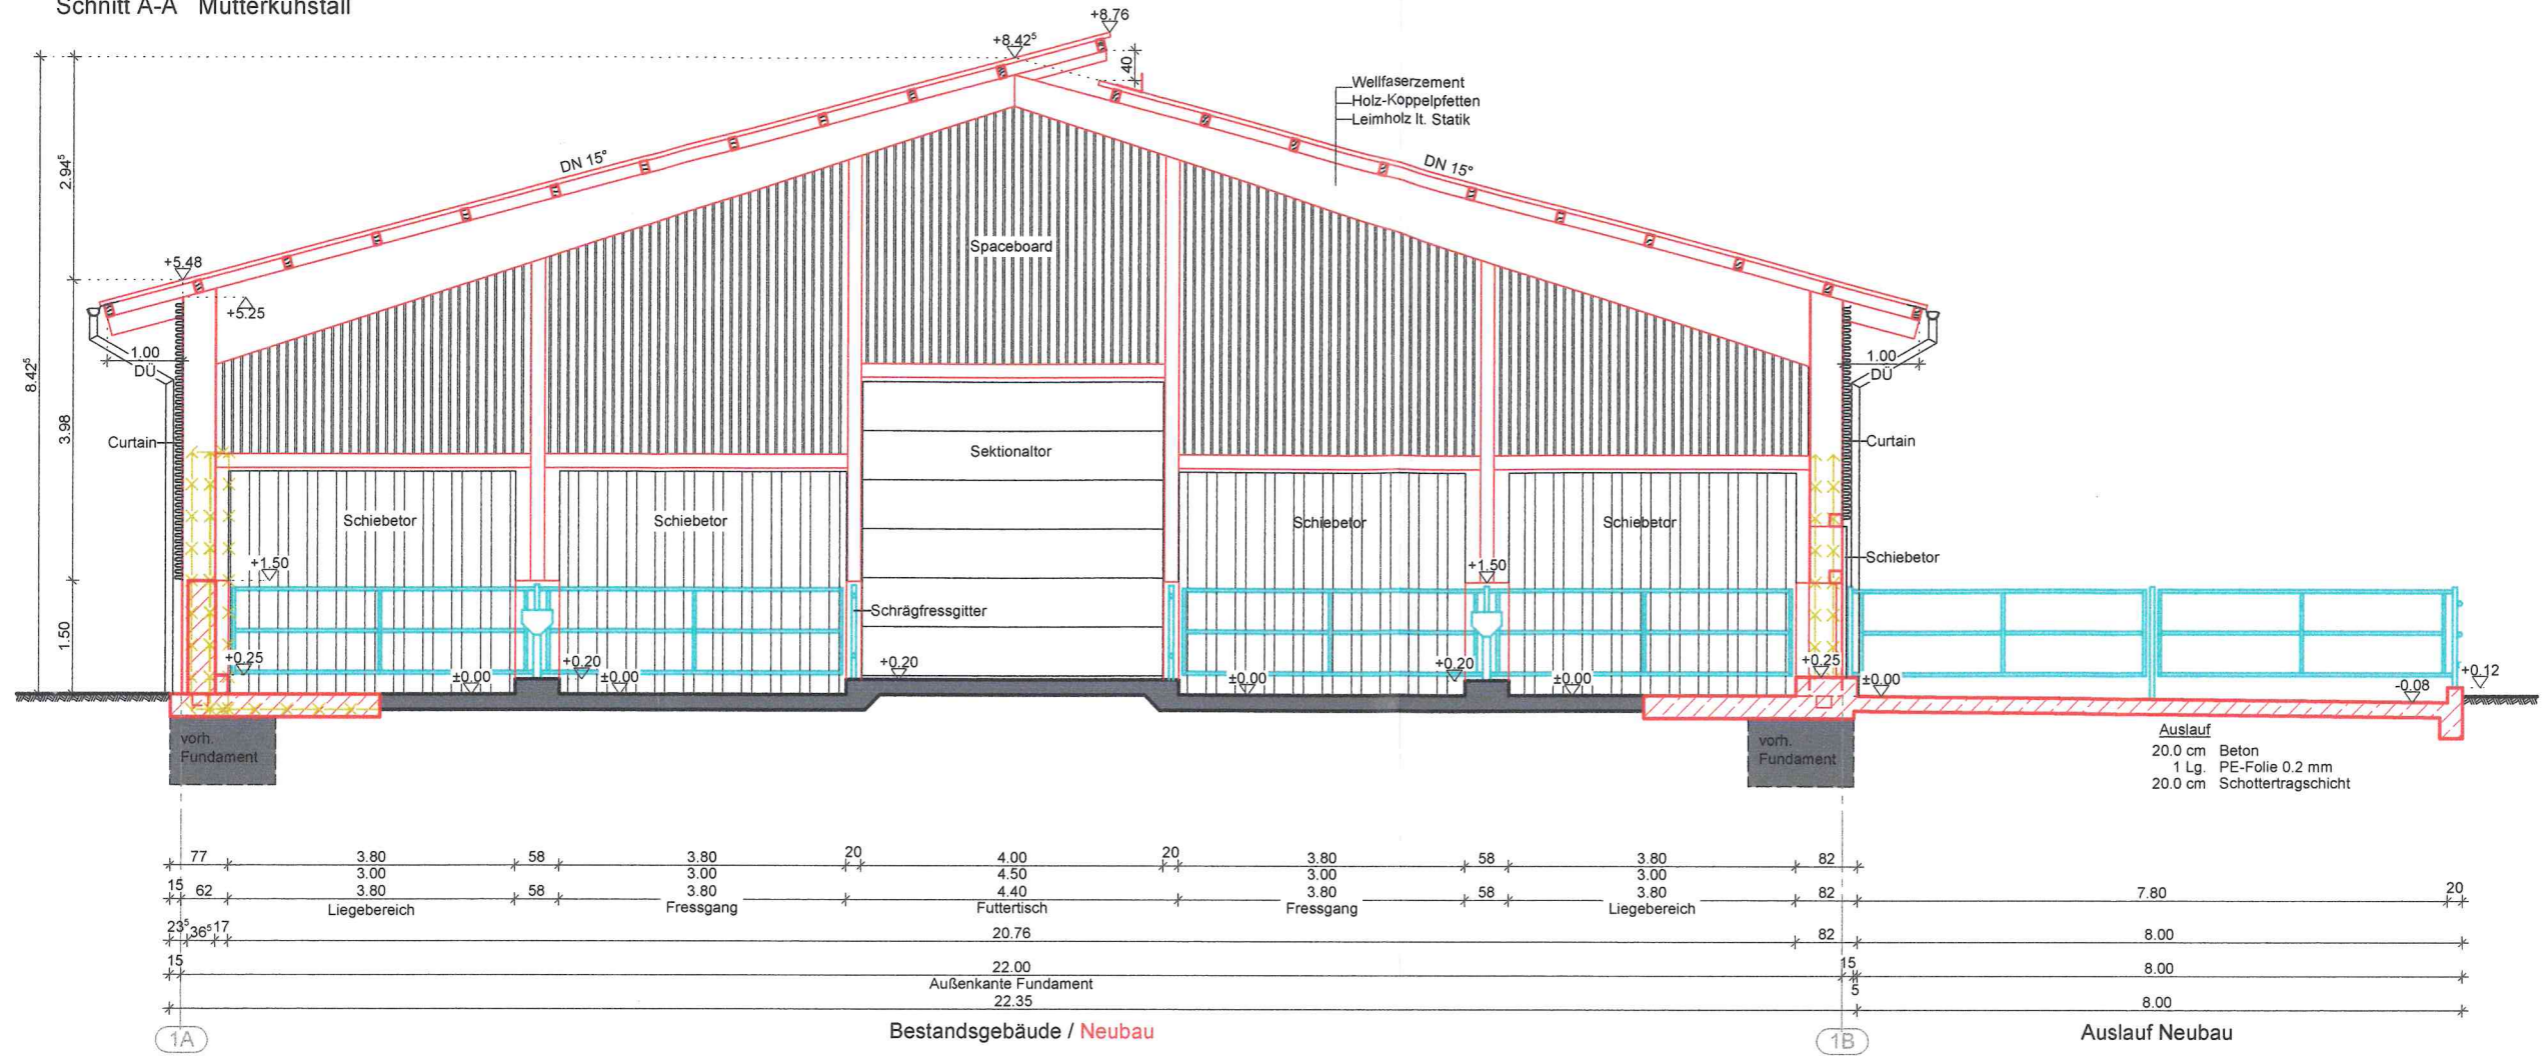 Schnitt A-A Mutterkuhstall
+8.76
+8.42⁵
40
Wellfaserzement
Holz-Koppelpfetten
Leimholz lt. Statik
DN 15°
DN 15°
2.94⁵
Spaceboard
+5.48
+5.25
1.00
DÜ
1.00
DÜ
8.42⁵
3.98
Curtain
Sektionaltor
Curtain
Schiebetor
Schiebetor
Schiebetor
Schiebetor
Schiebetor
+1.50
+1.50
Schrägfressgitter
1.50
+0.25
±0.00
+0.20
±0.00
+0.20
±0.00
+0.20
±0.00
+0.25
±0.00
-0.08
+0.12
vorh.
Fundament
vorh.
Fundament
Auslauf
20.0 cm Beton
1 Lg. PE-Folie 0.2 mm
20.0 cm Schottertragschicht
77 3.80 58 3.80 20 4.00 20 3.80 58 3.80 82
3.00 3.00 4.50 3.00 3.00
15 62 3.80 58 3.80 4.40 3.80 58 3.80 82 7.80 20
Liegebereich Fressgang Futtertisch Fressgang Liegebereich
23⁵ 36⁵ 17 20.76 82 8.00
15 22.00 15 8.00
Außenkante Fundament 5
22.35 8.00
1A Bestandsgebäude / Neubau 1B Auslauf Neubau